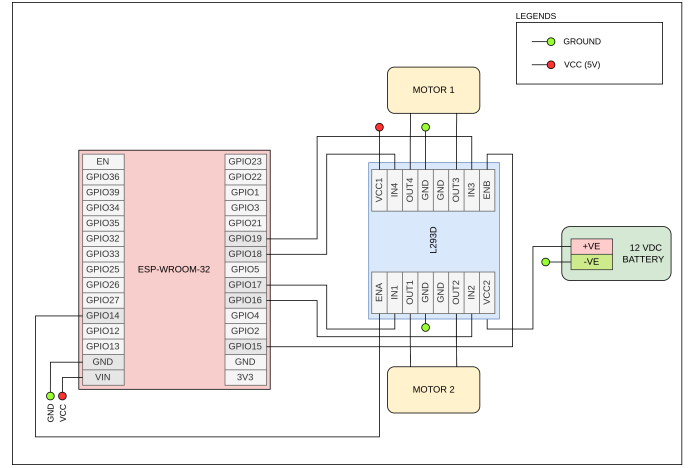 LEGENDS
GROUND
VCC (5V)
MOTOR 1
EN
GPIO36
GPIO39
GPIO34
GPIO35
GPIO32
GPIO33
GPIO25
GPIO26
GPIO27
GPIO14
GPIO12
GPIO13
GND
VIN
ESP-WROOM-32
GPIO23
GPIO22
GPIO1
GPIO3
GPIO21
GPIO19
GPIO18
GPIO5
GPIO17
GPIO16
GPIO4
GPIO2
GPIO15
GND
3V3
GND
VCC
VCC1
IN4
OUT4
GND
GND
OUT3
IN3
ENB
L293D
ENA
IN1
OUT1
GND
GND
OUT2
IN2
VCC2
+VE
-VE
12 VDC
BATTERY
MOTOR 2